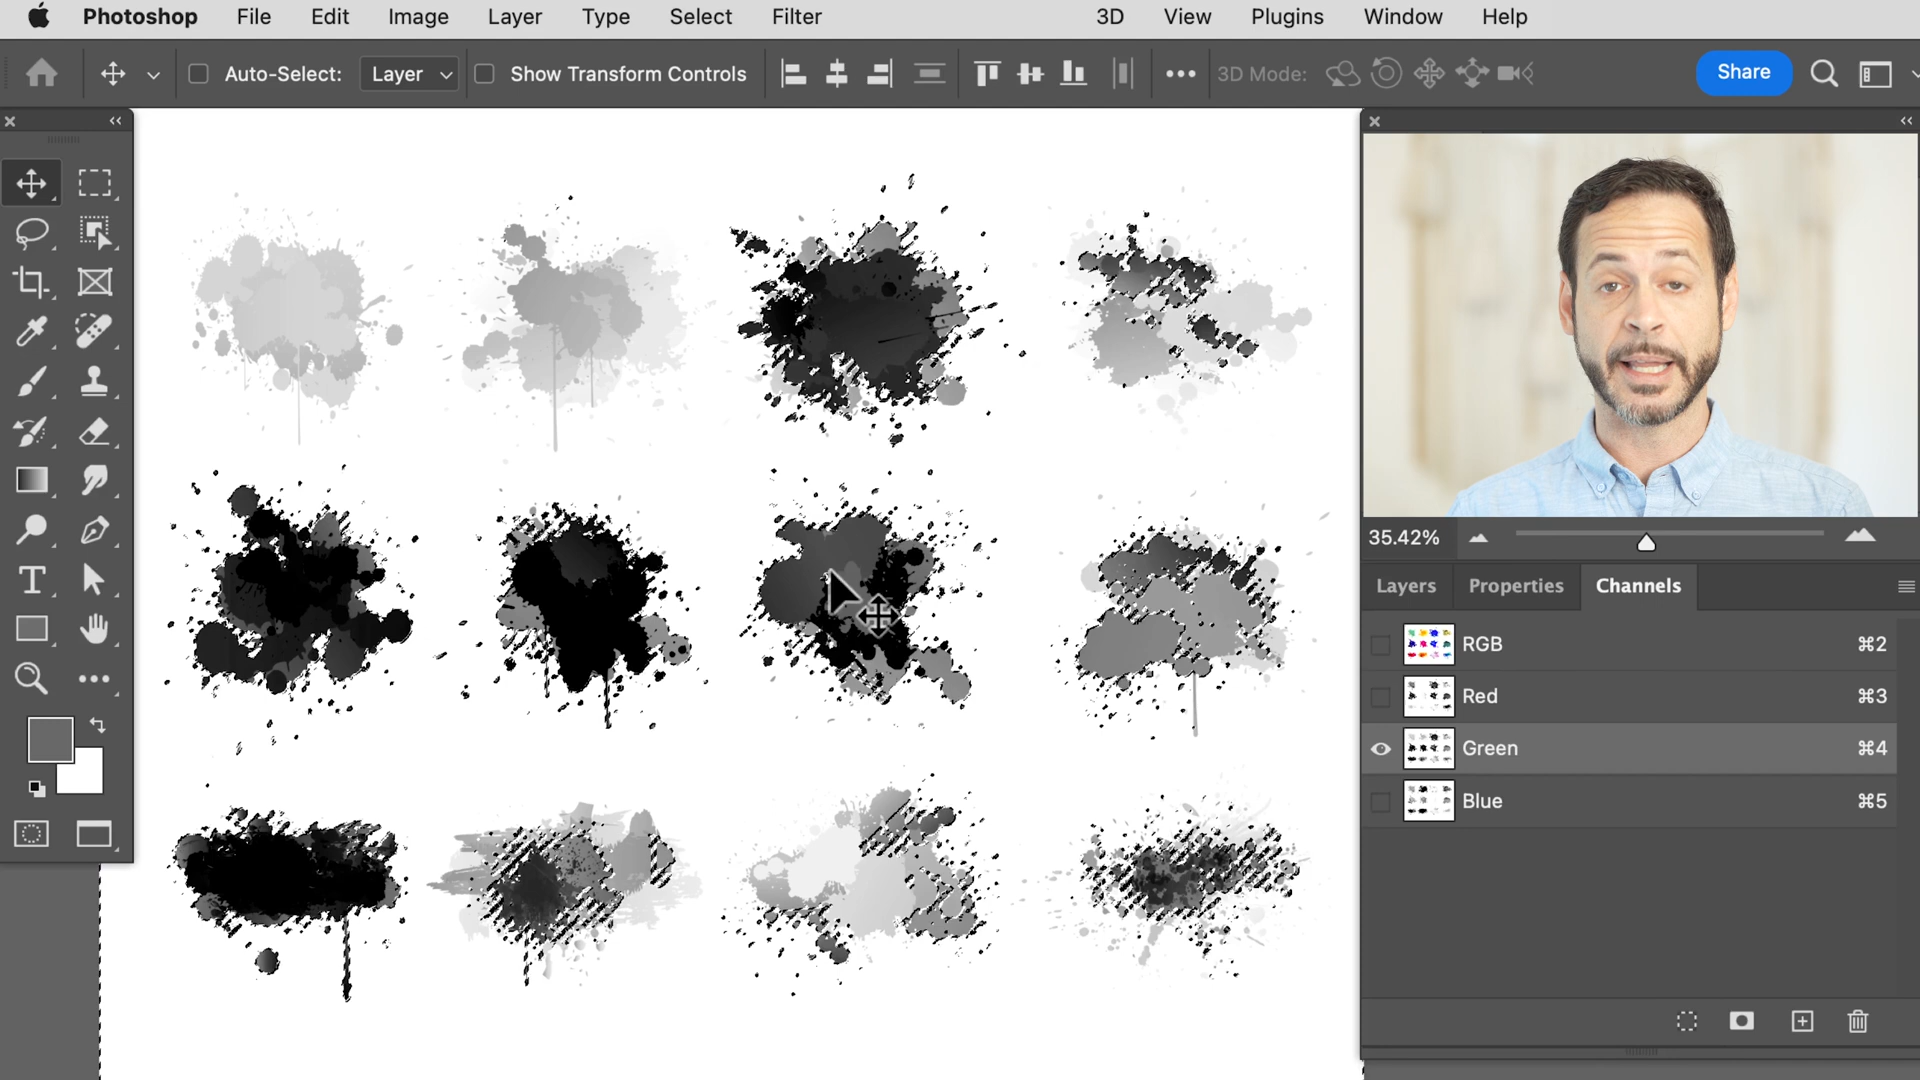 Photoshop File Edit Image Layer Type Select Filter 3D View Plugins Window Help
Auto-Select: Layer Show Transform Controls 3D Mode: Share
35.42%
Layers Properties Channels
RGB ⌘2
Red ⌘3
Green ⌘4
Blue ⌘5